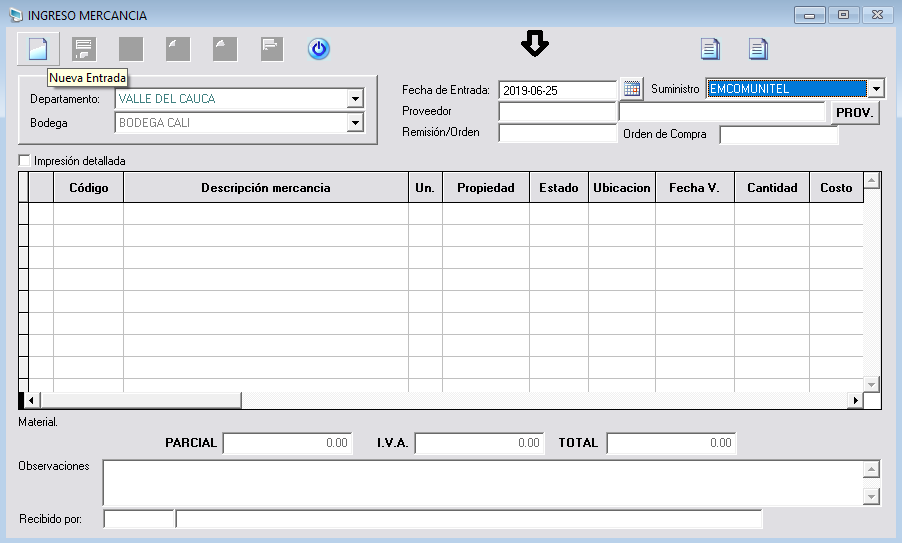 INGRESO MERCANCIA
Nueva Entrada
Departamento: VALLE DEL CAUCA
Bodega BODEGA CALI
Fecha de Entrada: 2019-06-25 Suministro EMCOMUNITEL
Proveedor PROV.
Remisión/Orden Orden de Compra
Impresión detallada
Código Descripción mercancia Un. Propiedad Estado Ubicacion Fecha V. Cantidad Costo
Material.
PARCIAL 0.00 I.V.A. 0.00 TOTAL 0.00
Observaciones
Recibido por: